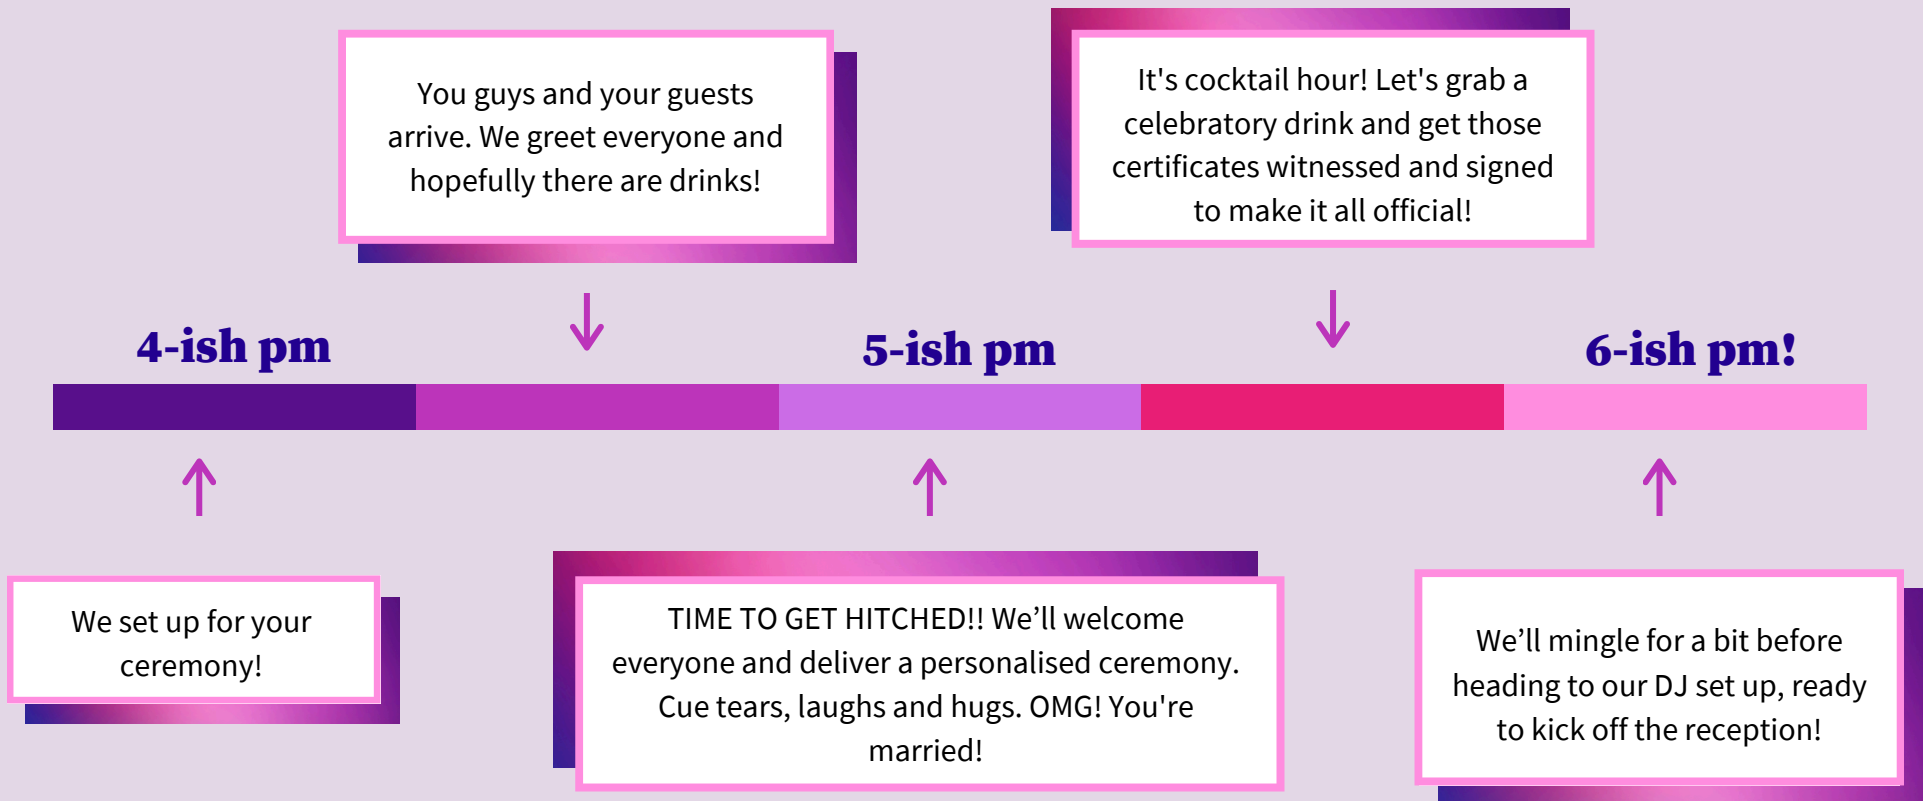 You guys and your guests
arrive. We greet everyone and
hopefully there are drinks!
It's cocktail hour! Let's grab a
celebratory drink and get those
certificates witnessed and signed
to make it all official!
4-ish pm
5-ish pm
6-ish pm!
We set up for your
ceremony!
TIME TO GET HITCHED!! We’ll welcome
everyone and deliver a personalised ceremony.
Cue tears, laughs and hugs. OMG! You're
married!
We’ll mingle for a bit before
heading to our DJ set up, ready
to kick off the reception!